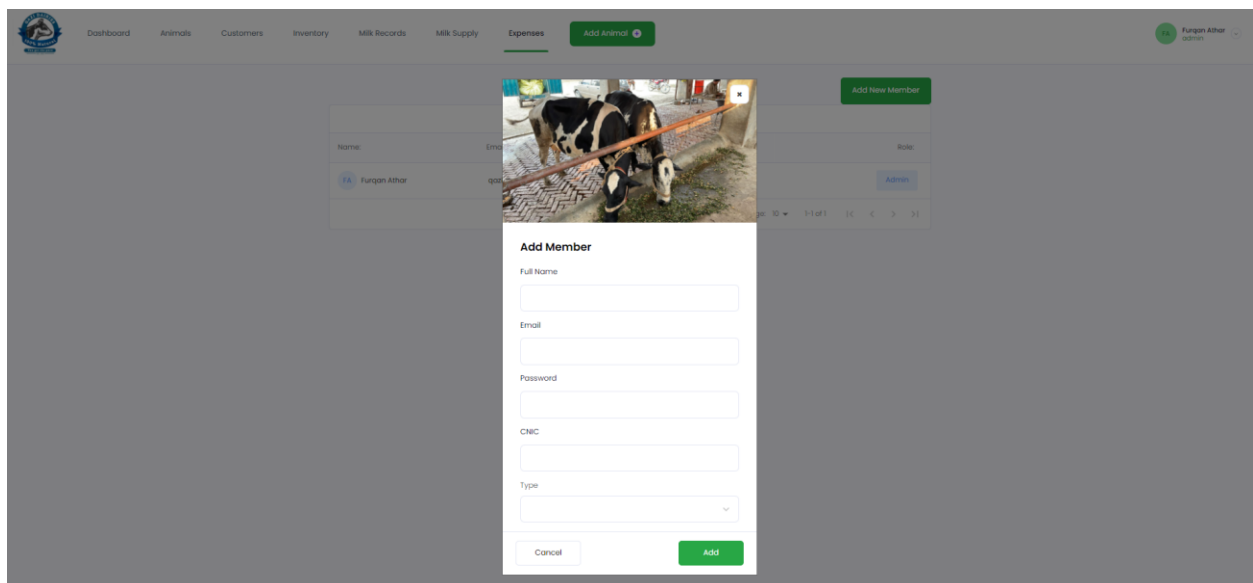 Dashboard
Animals
Customers
Inventory
Milk Records
Milk Supply
Expenses
Add Animal
FA
Furqan Athar
admin
Add New Member
Name:
Role:
FA
Furqan Athar
Admin
10
1-1 of 1
Add Member
Full Name
Email
Password
CNIC
Type
Cancel
Add